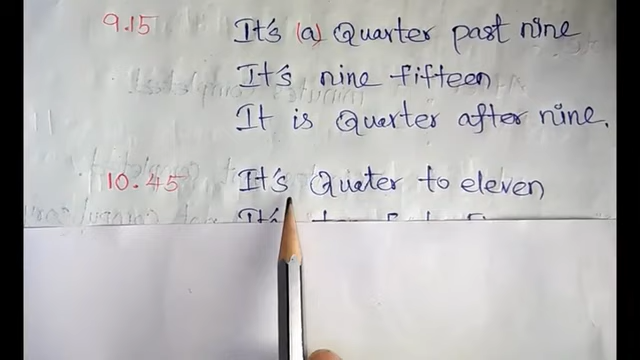 9.15 It's (a) Quarter past nine
It's nine fifteen
It is Quarter after nine.
10.45 It's Quater to eleven
It's